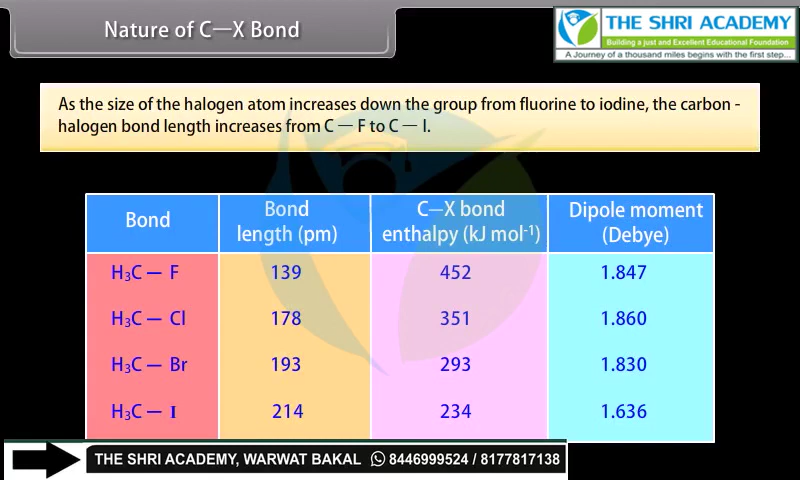 Nature of C—X Bond
THE SHRI ACADEMY
Building a just and Excellent Educational Foundation
A Journey of a thousand miles begins with the first step...
As the size of the halogen atom increases down the group from fluorine to iodine, the carbon -
halogen bond length increases from C — F to C — I.
Bond Bond length (pm) C—X bond enthalpy (kJ mol⁻¹) Dipole moment (Debye)
H₃C — F 139 452 1.847
H₃C — Cl 178 351 1.860
H₃C — Br 193 293 1.830
H₃C — I 214 234 1.636
THE SHRI ACADEMY, WARWAT BAKAL 8446999524 / 8177817138